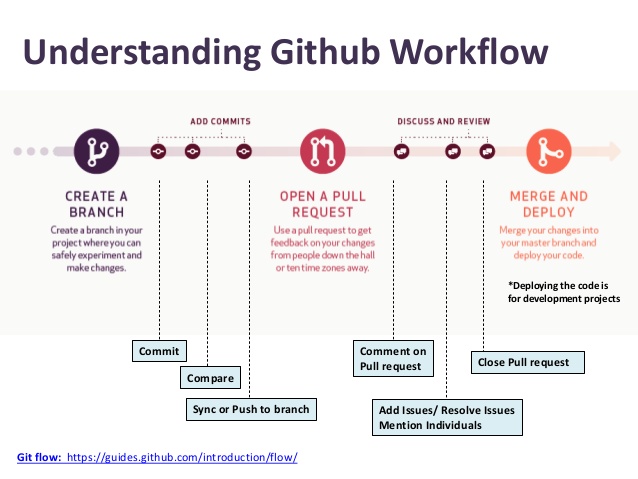 Understanding Github Workflow
ADD COMMITS
DISCUSS AND REVIEW
CREATE A
BRANCH
Create a branch in your
project where you can
safely experiment and
make changes.
OPEN A PULL
REQUEST
Use a pull request to get
feedback on your changes
from people down the hall
or ten time zones away.
MERGE AND
DEPLOY
Merge your changes into
your master branch and
deploy your code.
*Deploying the code is
for development projects
Commit
Compare
Sync or Push to branch
Comment on
Pull request
Add Issues/ Resolve Issues
Mention Individuals
Close Pull request
Git flow: https://guides.github.com/introduction/flow/